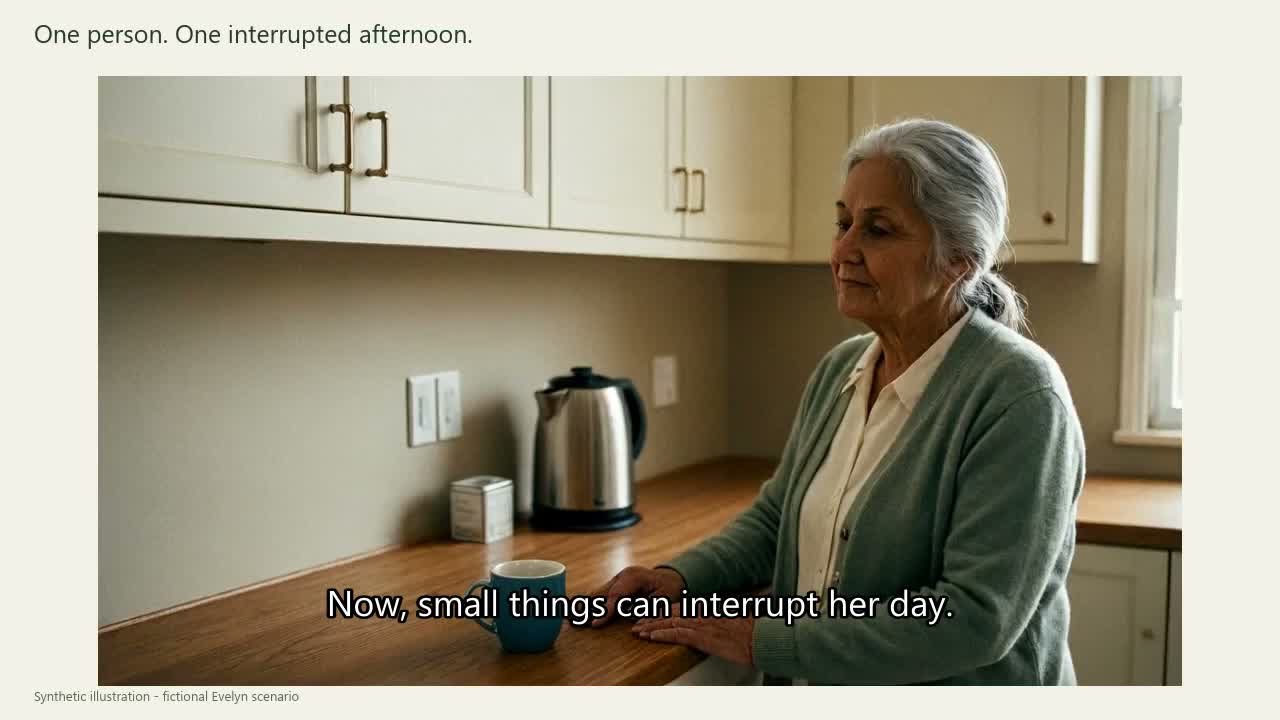 One person. One interrupted afternoon.
Now, small things can interrupt her day.
Synthetic illustration - fictional Evelyn scenario